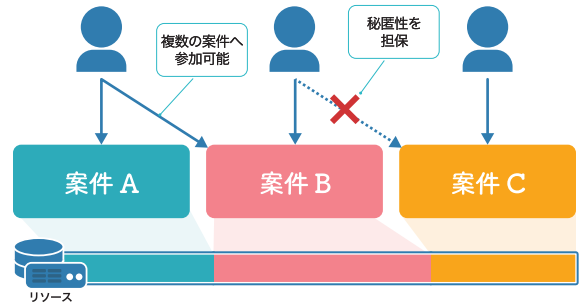 複数の案件へ
参加可能
秘匿性を
担保
案件 A
案件 B
案件 C
リソース